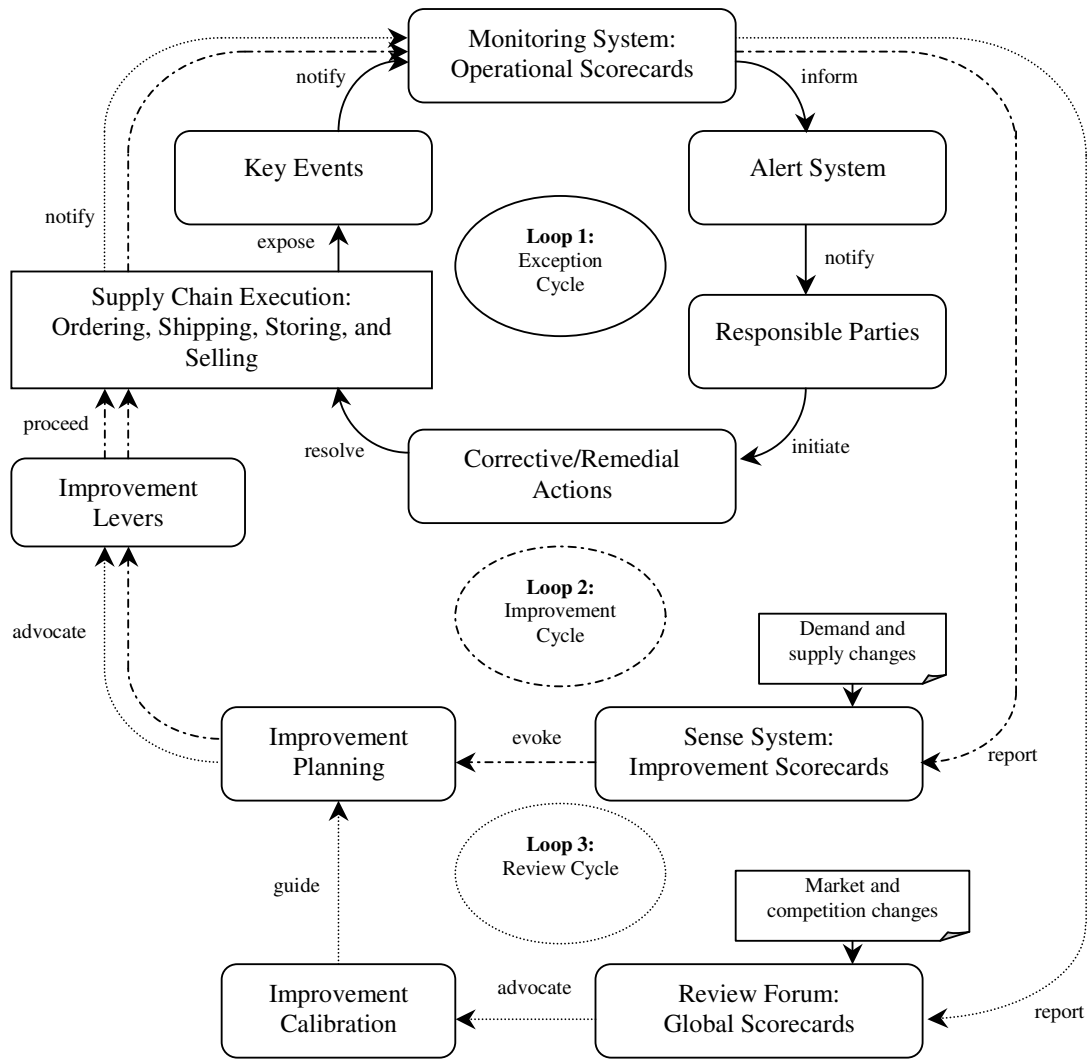 Monitoring System:
Operational Scorecards
notify
inform
Key Events
Alert System
notify
expose
Loop 1:
Exception
Cycle
notify
Supply Chain Execution:
Ordering, Shipping, Storing, and
Selling
Responsible Parties
proceed
resolve
Corrective/Remedial
Actions
initiate
Improvement
Levers
Loop 2:
Improvement
Cycle
advocate
Demand and
supply changes
Improvement
Planning
evoke
Sense System:
Improvement Scorecards
report
Loop 3:
Review Cycle
guide
Market and
competition changes
Improvement
Calibration
advocate
Review Forum:
Global Scorecards
report